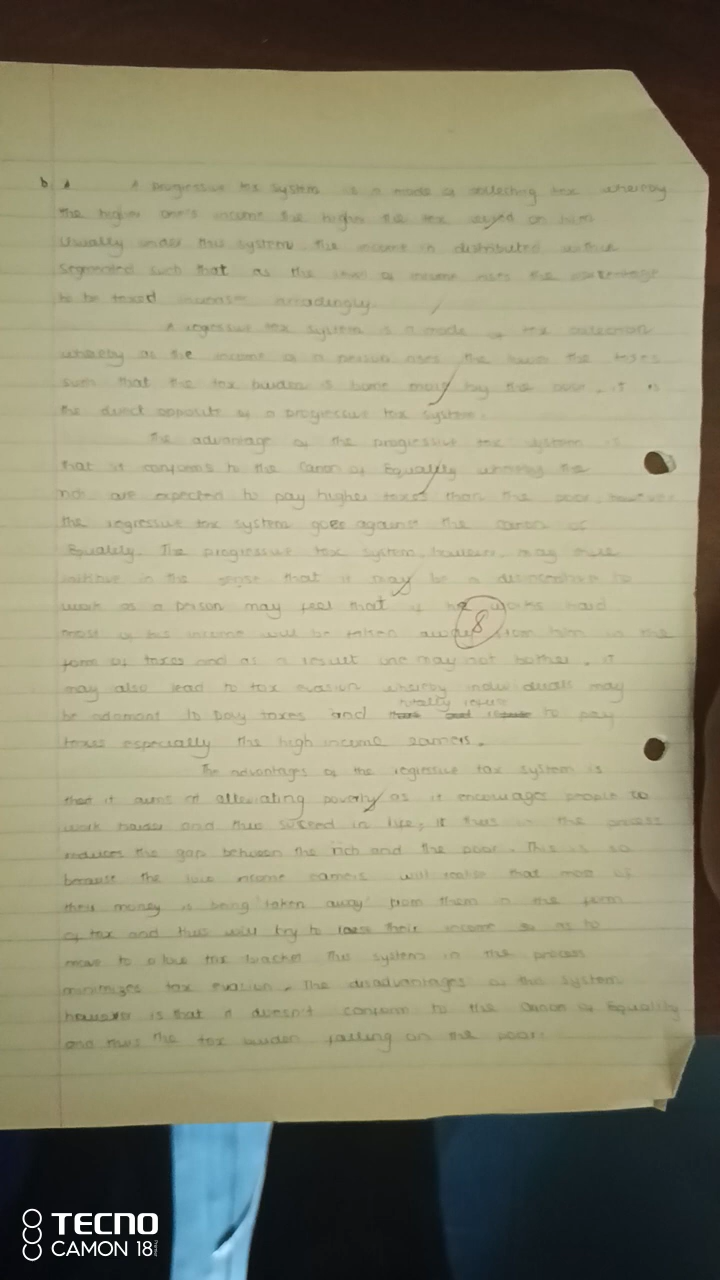 b A progressive tax system is a mode of collecting tax whereby
the higher one's income the higher the tax on him
Usually under this system the income is distributed
segmented such that as the level of income rises the percentage
to be taxed increase accordingly
A regressive tax system is a mode of tax collection
whereby as the income of a person rises the lower the taxes
such that the tax burden is borne by the poor. It is
the direct opposite of a progressive tax system.
The advantage of the progressive tax system is
that it conforms to the Canon of Equality whereby the
rich are expected to pay higher taxes than the poor. however
the regressive tax system goes against the canon of
Equality. The progressive tax system, however, may
in the sense that it may be a to
work as a person may feel that if he works hard
most of his income will be taken away from him in the
form of taxes and as a result may not bother. it
may also lead to tax evasion whereby may
totally refuse
be adamant to pay taxes and to pay
taxes especially the high income earners.
The advantages of the regressive tax system is
that it aims at alleviating poverty as it encourages people to
work harder and thus in life; It thus in the process
reduces the gap between the rich and the poor. This is so
because the low income earners will realise that most of
their money is being 'taken away' from them in the form
of tax and thus will try to their income so as to
move to a low tax This system in the process
minimizes tax evasion. The disadvantages of this system
however is that it doesn't conform to the Canon of Equality
and thus the tax burden falling on the poor.
8
TECNO
CAMON 18